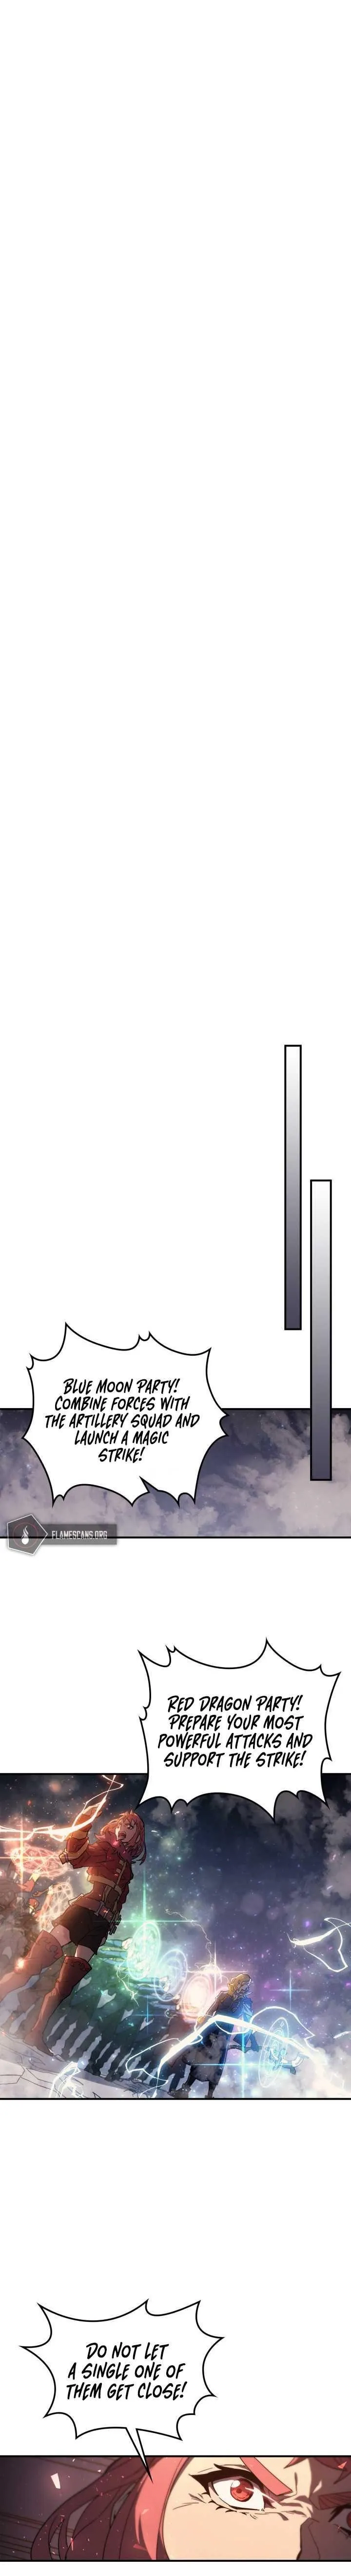 BLUE MOON PARTY!
COMBINE FORCES WITH
THE ARTILLERY SQUAD AND
LAUNCH A MAGIC
STRIKE!
FLAMESCANS.ORG
RED DRAGON PARTY!
PREPARE YOUR MOST
POWERFUL ATTACKS AND
SUPPORT THE STRIKE!
DO NOT LET
A SINGLE ONE OF
THEM GET CLOSE!